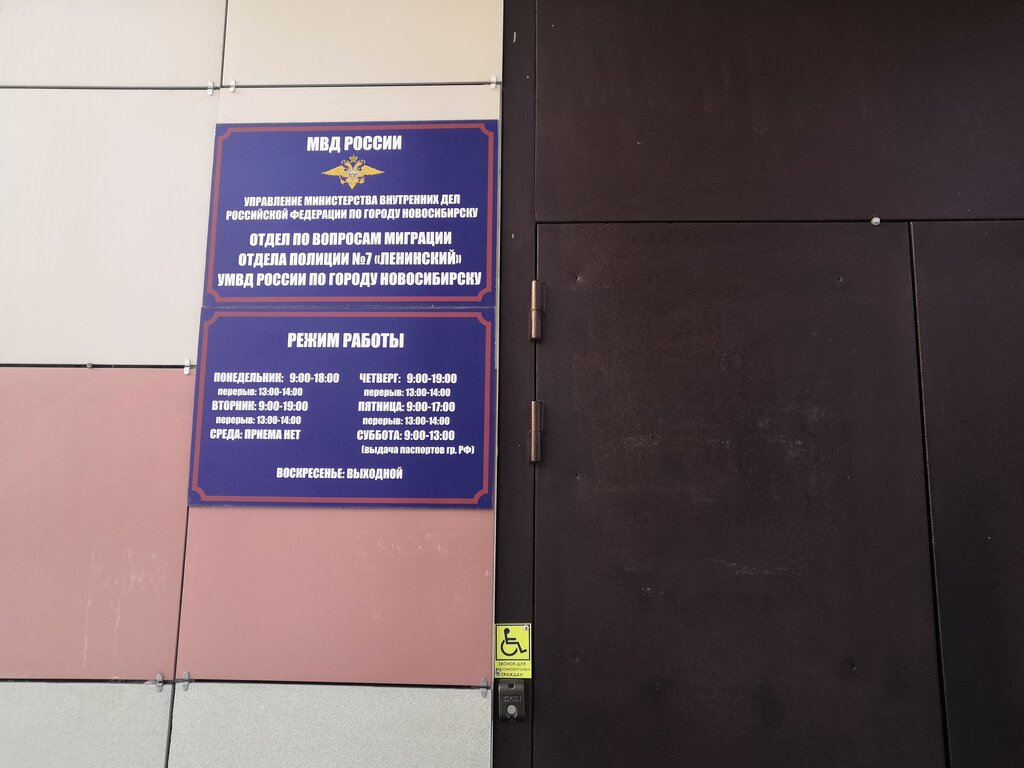 МВД РОССИИ
УПРАВЛЕНИЕ МИНИСТЕРСТВА ВНУТРЕННИХ ДЕЛ
РОССИЙСКОЙ ФЕДЕРАЦИИ ПО ГОРОДУ НОВОСИБИРСКУ
ОТДЕЛ ПО ВОПРОСАМ МИГРАЦИИ
ОТДЕЛА ПОЛИЦИИ №7 «ЛЕНИНСКИЙ»
УМВД РОССИИ ПО ГОРОДУ НОВОСИБИРСКУ
РЕЖИМ РАБОТЫ
ПОНЕДЕЛЬНИК: 9:00-18:00
перерыв: 13:00-14:00
ВТОРНИК: 9:00-19:00
перерыв: 13:00-14:00
СРЕДА: ПРИЕМА НЕТ
ЧЕТВЕРГ: 9:00-19:00
перерыв: 13:00-14:00
ПЯТНИЦА: 9:00-17:00
перерыв: 13:00-14:00
СУББОТА: 9:00-13:00
(выдача паспортов гр. РФ)
ВОСКРЕСЕНЬЕ: ВЫХОДНОЙ
ЗВОНОК ДЛЯ
МАЛОМОБИЛЬНЫХ
ГРАЖДАН